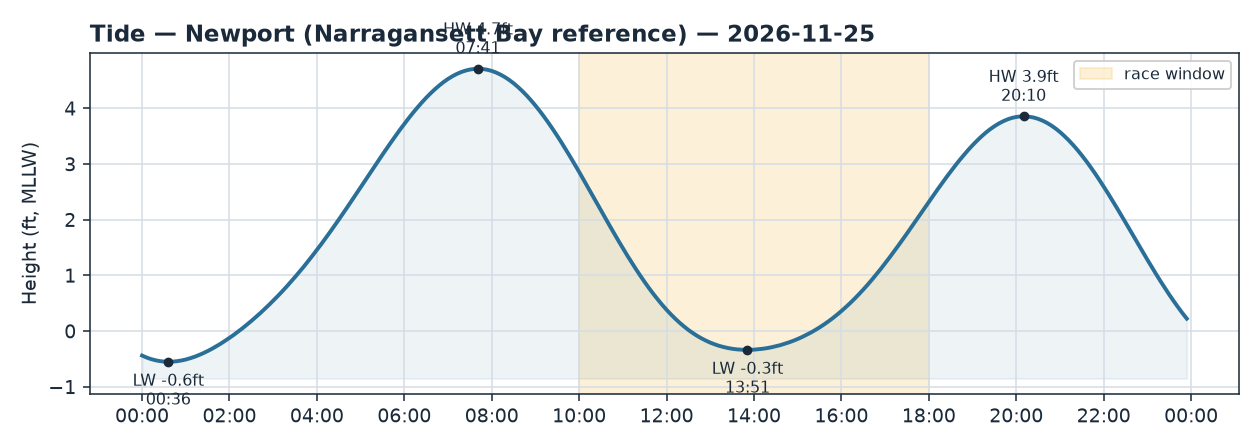 Tide — Newport (Narragansett Bay reference) — 2026-11-25
HW 4.7ft
07:41
HW 3.9ft
20:10
race window
Height (ft, MLLW)
4
3
2
1
0
−1
LW -0.6ft
00:36
LW -0.3ft
13:51
00:00 02:00 04:00 06:00 08:00 10:00 12:00 14:00 16:00 18:00 20:00 22:00 00:00